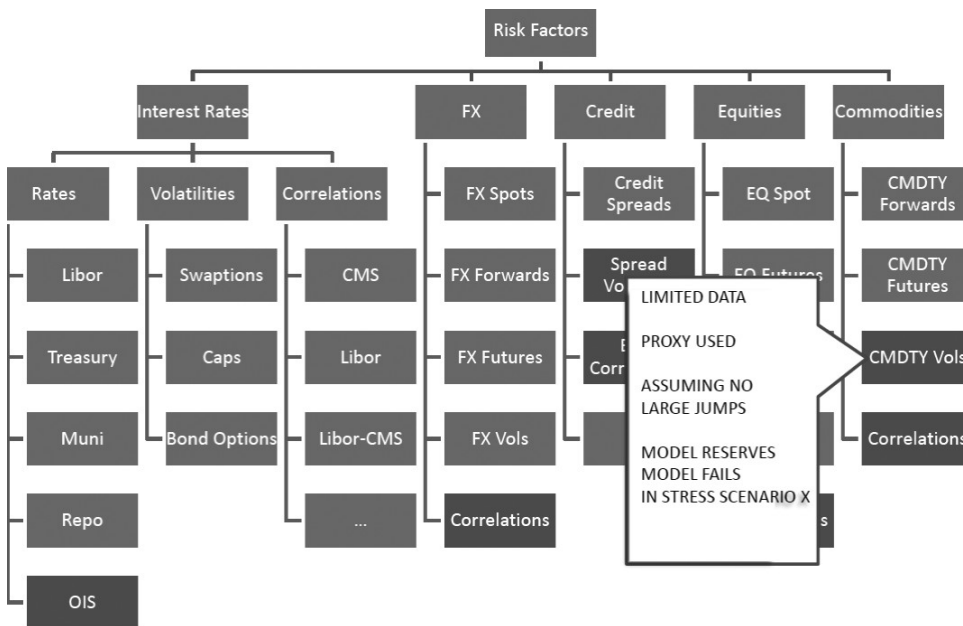 Risk Factors
Interest Rates
FX
Credit
Equities
Commodities
Rates
Volatilities
Correlations
FX Spots
Credit
Spreads
EQ Spot
CMDTY
Forwards
Libor
Swaptions
CMS
FX Forwards
Spread
EQ Futures
CMDTY
Futures
Treasury
Caps
Libor
FX Futures
CMDTY Vols
Muni
Bond Options
Libor-CMS
FX Vols
Correlations
Repo
...
Correlations
OIS
LIMITED DATA
PROXY USED
ASSUMING NO
LARGE JUMPS
MODEL RESERVES
MODEL FAILS
IN STRESS SCENARIO X